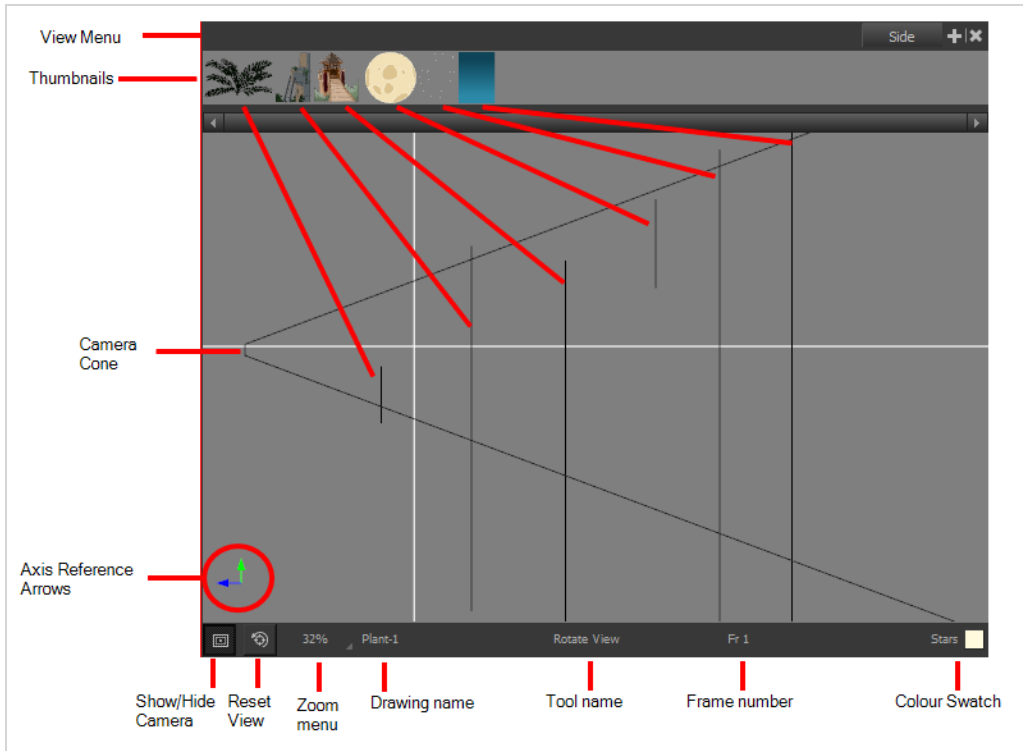 View Menu
Side
Thumbnails
Camera
Cone
Axis Reference
Arrows
32%
Plant-1
Rotate View
Fr 1
Stars
Show/Hide
Camera
Reset
View
Zoom
menu
Drawing name
Tool name
Frame number
Colour Swatch